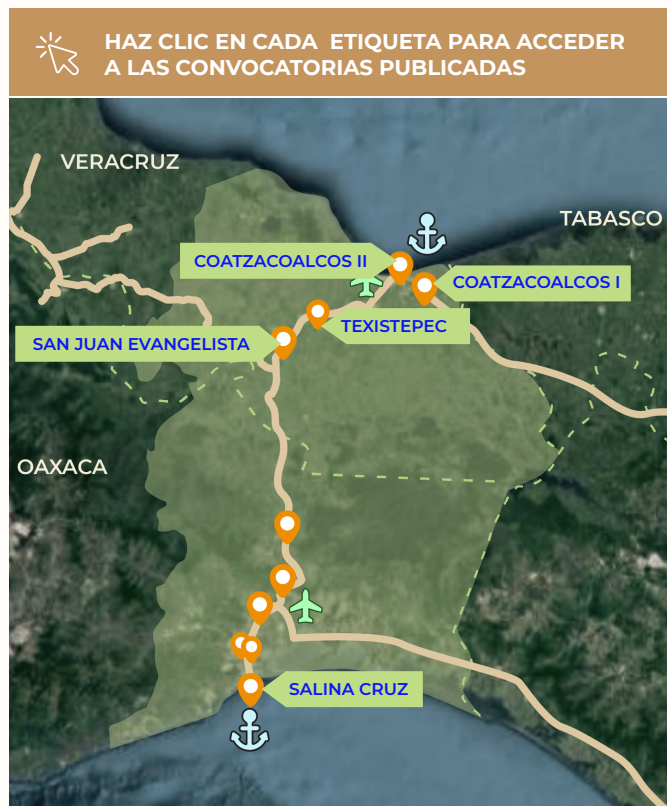 HAZ CLIC EN CADA ETIQUETA PARA ACCEDER
A LAS CONVOCATORIAS PUBLICADAS
VERACRUZ
TABASCO
COATZACOALCOS II
COATZACOALCOS I
TEXISTEPEC
SAN JUAN EVANGELISTA
OAXACA
SALINA CRUZ